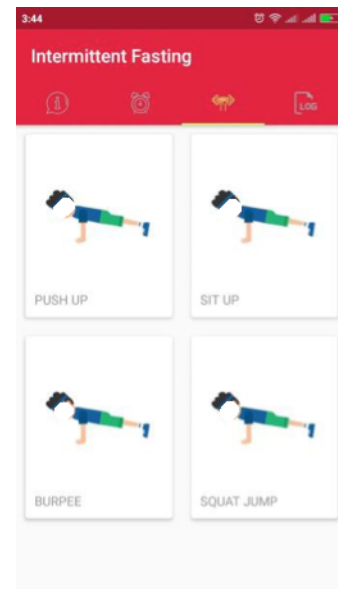 3:44
Intermittent Fasting
LOG
PUSH UP
SIT UP
BURPEE
SQUAT JUMP